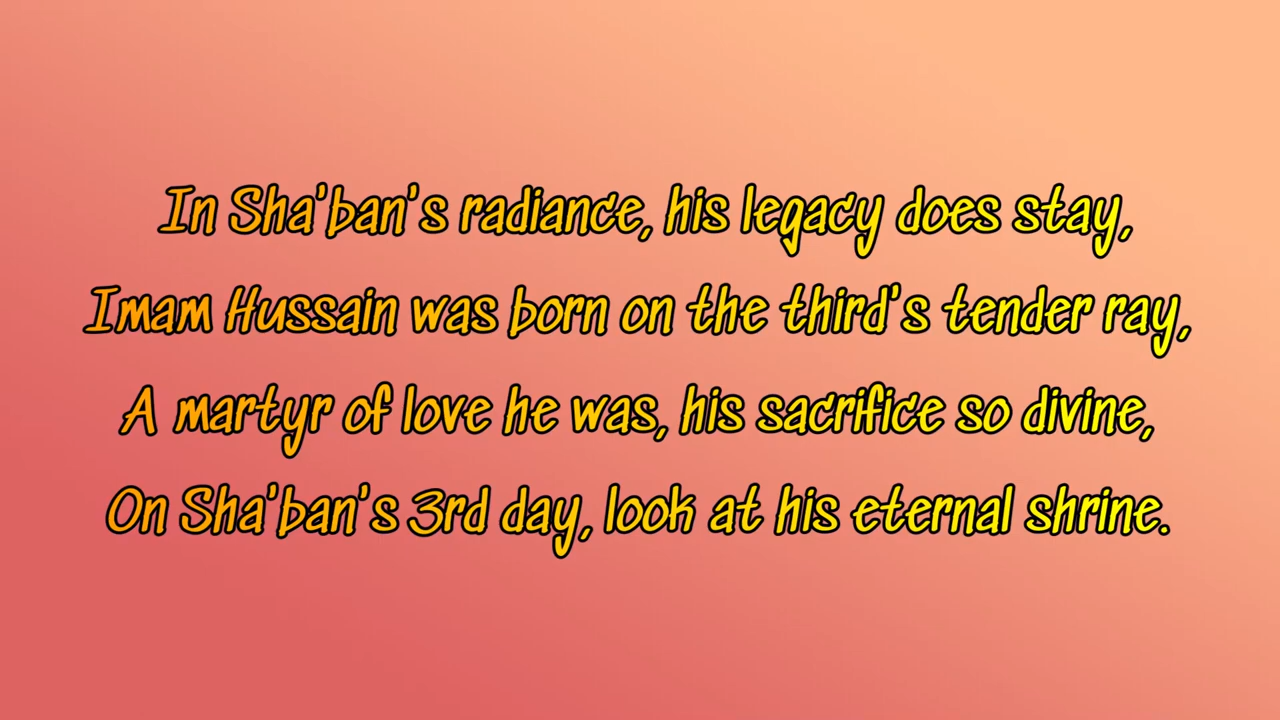 In Sha'ban's radiance, his legacy does stay,
Imam Hussain was born on the third's tender ray,
A martyr of love he was, his sacrifice so divine,
On Sha'ban's 3rd day, look at his eternal shrine.